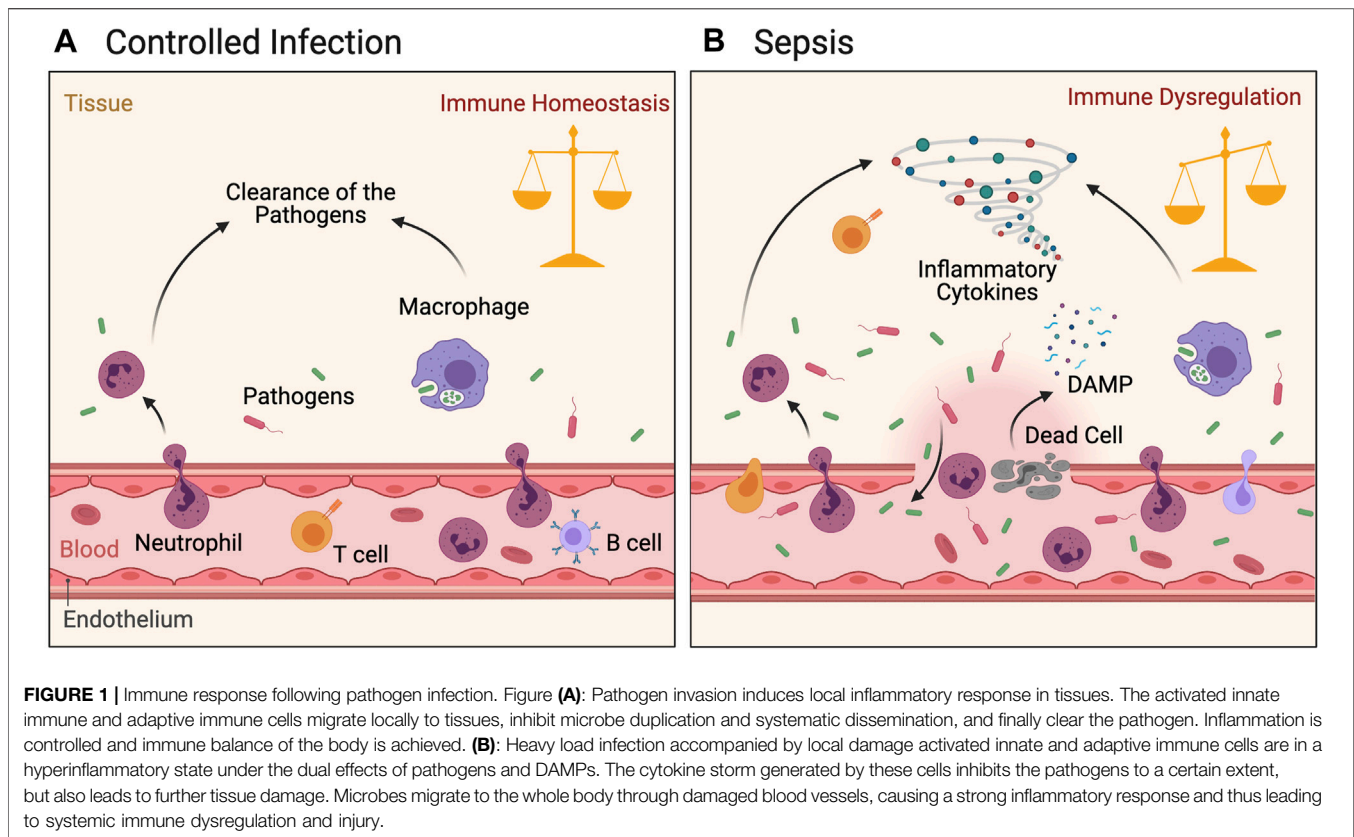 A Controlled Infection
Tissue
Immune Homeostasis
Clearance of the
Pathogens
Macrophage
Pathogens
Blood
Neutrophil
T cell
B cell
Endothelium
B Sepsis
Immune Dysregulation
Inflammatory
Cytokines
DAMP
Dead Cell
FIGURE 1 | Immune response following pathogen infection. Figure (A): Pathogen invasion induces local inflammatory response in tissues. The activated innate
immune and adaptive immune cells migrate locally to tissues, inhibit microbe duplication and systematic dissemination, and finally clear the pathogen. Inflammation is
controlled and immune balance of the body is achieved. (B): Heavy load infection accompanied by local damage activated innate and adaptive immune cells are in a
hyperinflammatory state under the dual effects of pathogens and DAMPs. The cytokine storm generated by these cells inhibits the pathogens to a certain extent,
but also leads to further tissue damage. Microbes migrate to the whole body through damaged blood vessels, causing a strong inflammatory response and thus leading
to systemic immune dysregulation and injury.